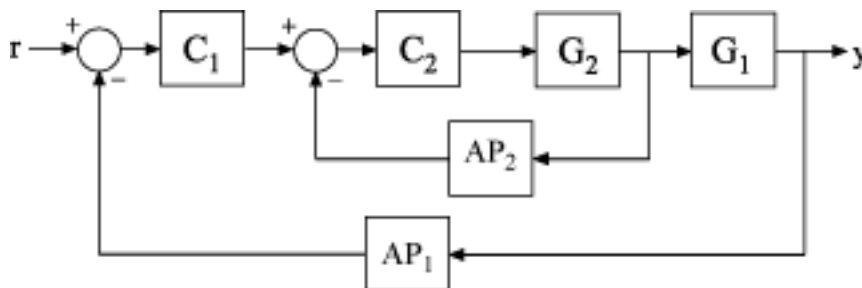 r + − C₁ + − C₂ G₂ G₁ y
AP₂
AP₁